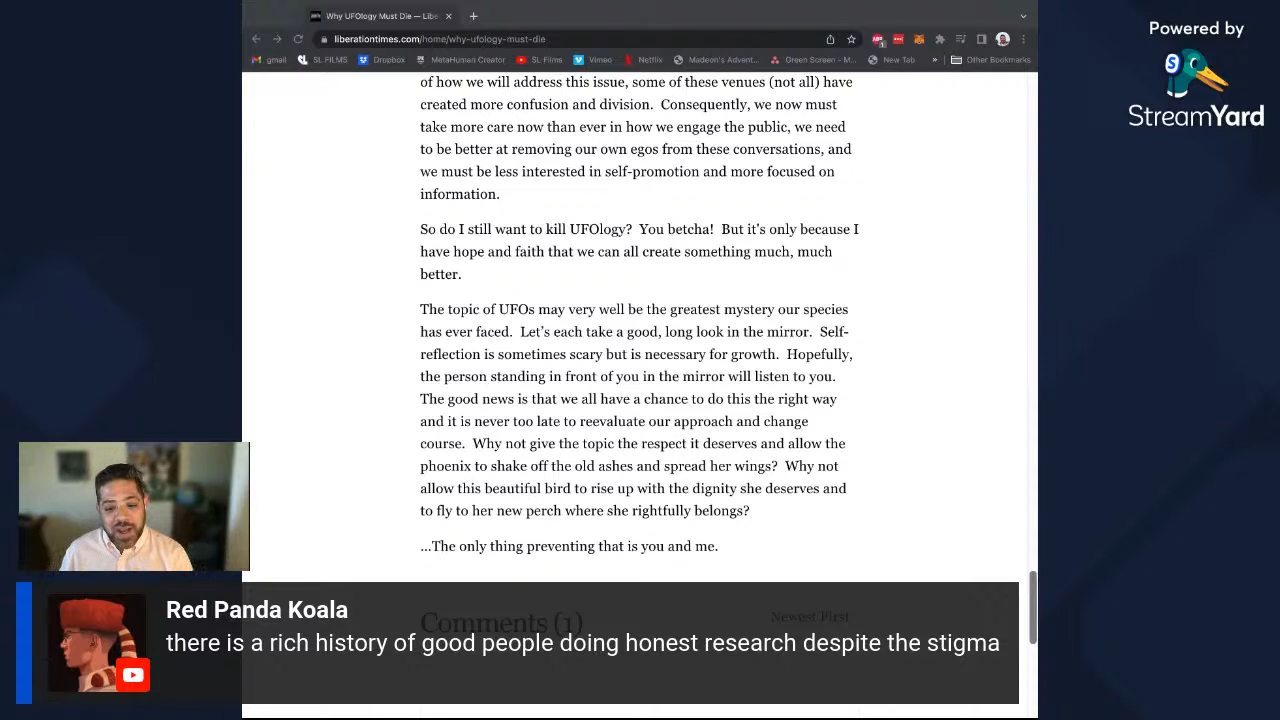 Why UFOlogy Must Die — Libe
liberationtimes.com/home/why-ufology-must-die
gmail
SL FILMS
Dropbox
MetaHuman Creator
SL Films
Vimeo
Netflix
Madeon's Advent...
Green Screen - M...
New Tab
»
Other Bookmarks
Powered by
StreamYard
of how we will address this issue, some of these venues (not all) have
created more confusion and division.  Consequently, we now must
take more care now than ever in how we engage the public, we need
to be better at removing our own egos from these conversations, and
we must be less interested in self-promotion and more focused on
information.
So do I still want to kill UFOlogy?  You betcha!  But it's only because I
have hope and faith that we can all create something much, much
better.
The topic of UFOs may very well be the greatest mystery our species
has ever faced.  Let's each take a good, long look in the mirror.  Self-
reflection is sometimes scary but is necessary for growth.  Hopefully,
the person standing in front of you in the mirror will listen to you.
The good news is that we all have a chance to do this the right way
and it is never too late to reevaluate our approach and change
course.  Why not give the topic the respect it deserves and allow the
phoenix to shake off the old ashes and spread her wings?  Why not
allow this beautiful bird to rise up with the dignity she deserves and
to fly to her new perch where she rightfully belongs?
...The only thing preventing that is you and me.
Comments (1)
Newest First
Red Panda Koala
there is a rich history of good people doing honest research despite the stigma